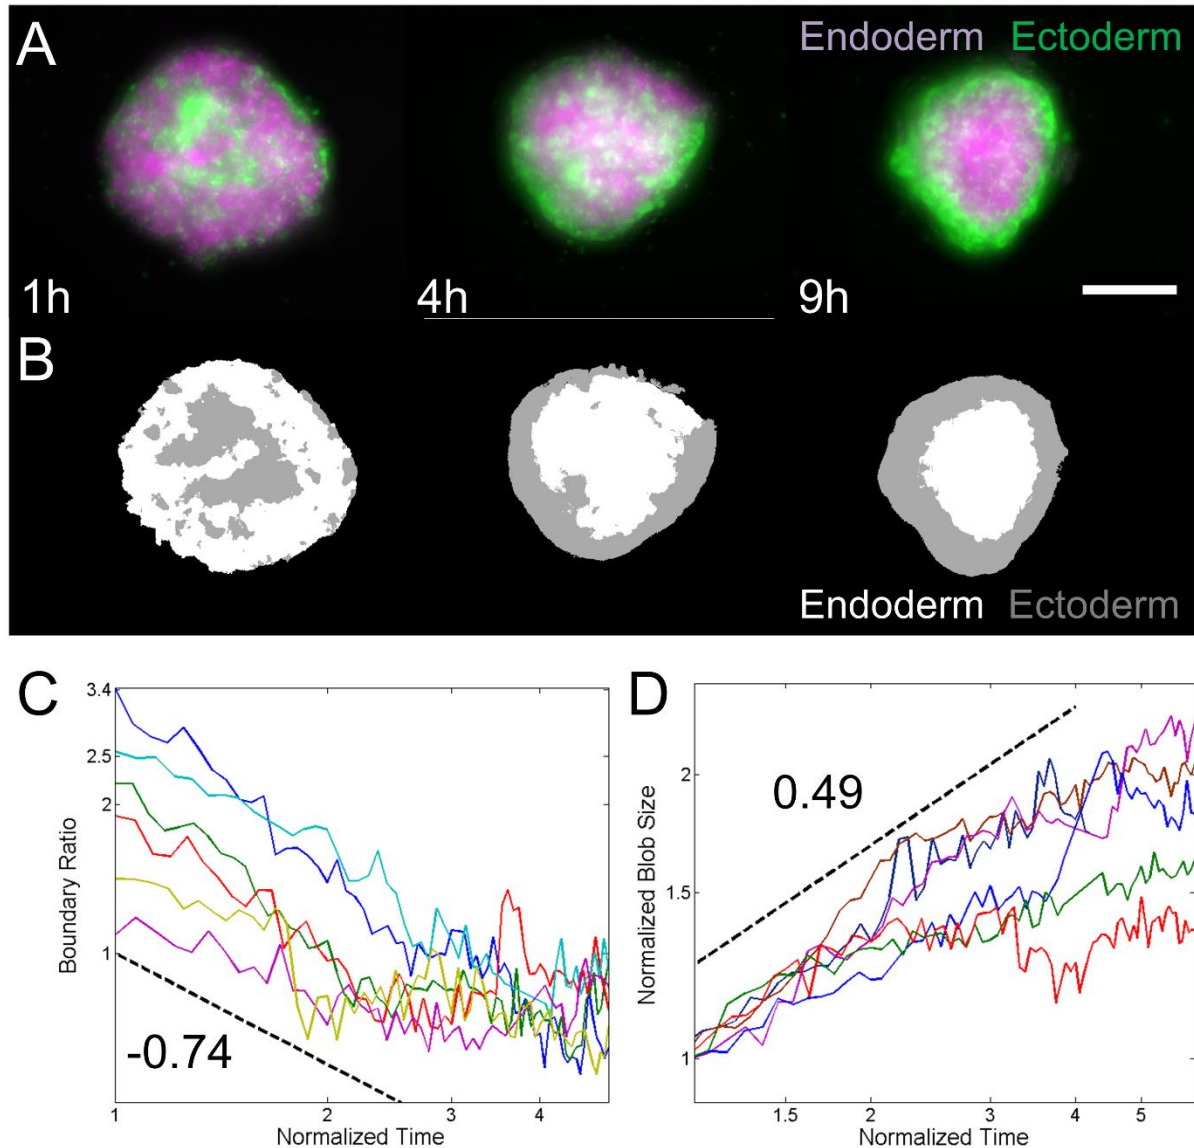 A
Endoderm Ectoderm
1h
4h
9h
B
Endoderm Ectoderm
C
3.4
2.5
2
1
Boundary Ratio
-0.74
1
2
3
4
Normalized Time
D
2
1.5
1
Normalized Blob Size
0.49
1.5
2
3
4
5
Normalized Time